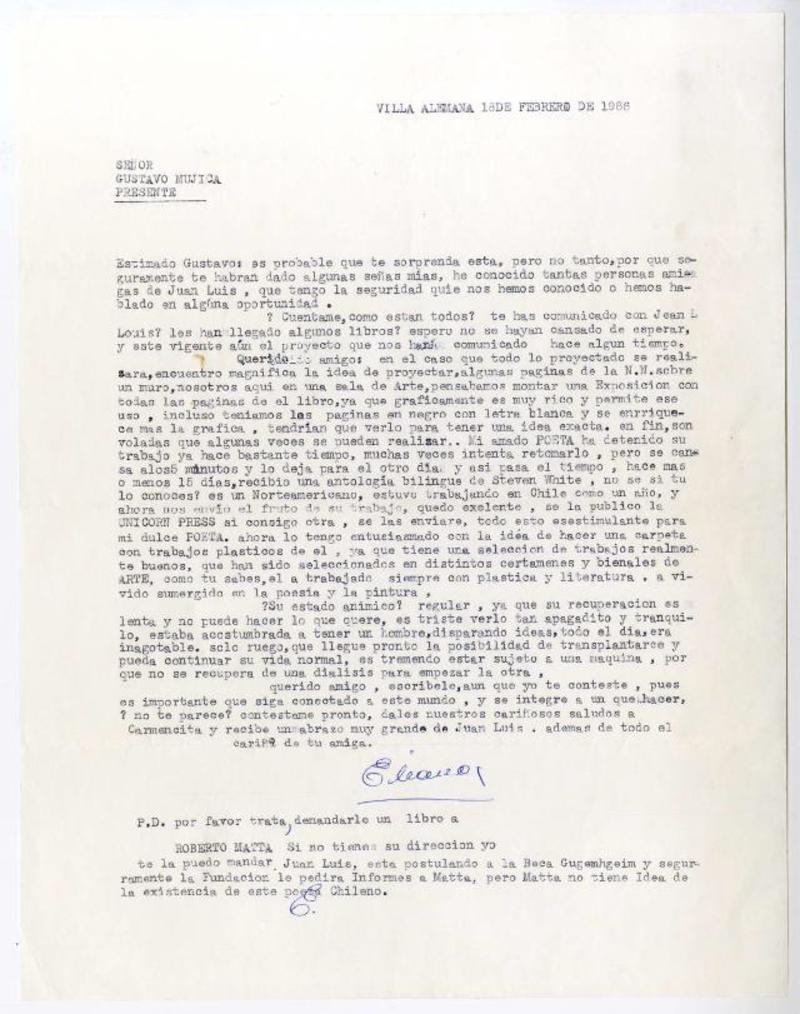 VILLA ALEMANA 18DE FEBRERO DE 1986
SEÑOR
GUSTAVO MUJICA
PRESENTE
Estimado Gustavo: es probable que te sorprenda esta, pero no tanto,por que se-
guramente te habran dado algunas señas mias, he conocido tantas personas amie
gas de Juan Luis , que tengo la seguridad quie nos hemos conocido o hemos ha-
blado en algúna oportunidad .
? Cuentame,como estan todos? te has comunicado con Jean L
Louis? les han llegado algunos libros? espero no se hayan cansado de esperar,
y este vigente aún el proyecto que nos han comunicado hace algun tiempo.
Querido amigo: en el caso que todo lo proyectado se reali-
sara,encuentro magnifica la idea de proyectar,algunas paginas de la N.N.sobre
un muro,nosotros aqui en una sala de Arte,pensabamos montar una Exposicion con
todas las paginas de el libro,ya que graficamente es muy rico y permite ese
uso , incluso teniamos las paginas en negro con letra blanca y se enrrique-
ce mas la grafica , tendrian que verlo para tener una idea exacta. en fin,son
voladas que algunas veces se pueden realisar.. Mi amado POETA ha detenido su
trabajo ya hace bastante tiempo, muchas veces intenta retomarlo , pero se can-
sa alos5 minutos y lo deja para el otro dia. y asi pasa el tiempo , hace mas
o menos 15 dias,recibio una antología bilingue de Steven White , no se si tu
lo conoces? es un Norteamericano, estuvo trabajando en Chile como un año, y
ahora nos envio el fruto de su trabajo, quedo exelente , se la publico la
UNICORN PRESS si consigo otra , se las enviare, todo esto esestimulante para
mi dulce POETA. ahora lo tengo entusiasmado con la idéa de hacer una carpeta
con trabajos plasticos de el , ya que tiene una seleccion de trabajos realmen-
te buenos, que han sido seleccionados en distintos certamenes y bienales de
ARTE, como tu sabes,el a trabajado siempre con plastica y literatura . a vi-
vido sumergido en la poesia y la pintura ,
?Su estado animico? regular , ya que su recuperacion es
lenta y no puede hacer lo que quere, es triste verlo tan apagadito y tranqui-
lo, estaba acostumbrada a tener un hombre,disparando ideas,todo el dia,era
inagotable. solo ruego,que llegue pronto la posibilidad de transplantarce y
pueda continuar su vida normal, es tremendo estar sujeto a una maquina , por
que no se recupera de una dialisis para empezar la otra ,
querido amigo , escribele,aun que yo te conteste , pues
es importante que siga conectado a este mundo , y se integre a un quehacer,
? no te parece? contestame pronto, dales nuestros cariñosos saludos a
Carmencita y recibe unabrazo muy grande de Juan Luis . ademas de todo el
cariño de tu amiga.
P.D. por favor trata,demandarle un libro a
ROBERTO MATTA Si no tienes su direccion yo
te la puedo mandar. Juan Luis, esta postulando a la Beca Gugemhgeim y segur-
ramente la Fundacion le pedira Informes a Matta, pero Matta no tiene Idea de
la existencia de este poeta Chileno.
E.